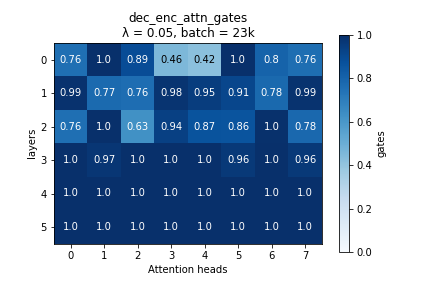 dec_enc_attn_gates
λ = 0.05, batch = 23k
0 0.76 1.0 0.89 0.46 0.42 1.0 0.8 0.76
1 0.99 0.77 0.76 0.98 0.95 0.91 0.78 0.99
2 0.76 1.0 0.63 0.94 0.87 0.86 1.0 0.78
3 1.0 0.97 1.0 1.0 1.0 0.96 1.0 0.96
4 1.0 1.0 1.0 1.0 1.0 1.0 1.0 1.0
5 1.0 1.0 1.0 1.0 1.0 1.0 1.0 1.0
0 1 2 3 4 5 6 7
Attention heads
layers
1.0
0.8
0.6
0.4
0.2
0.0
gates